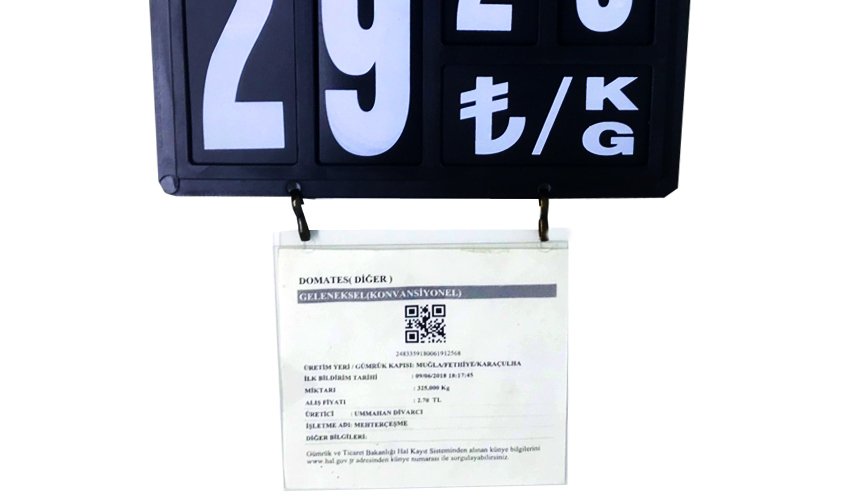 29
₺/KG
DOMATES( DİĞER )
GELENEKSEL(KONVANSİYONEL)
2483359180061912568
ÜRETİM YERİ / GÜMRÜK KAPISI: MUĞLA/FETHİYE/KARAÇULHA
İLK BİLDİRİM TARİHİ : 09/06/2018 18:17:45
MİKTARI : 325,000 Kg
ALIŞ FİYATI : 2.70 TL
ÜRETİCİ : UMMAHAN DİVARCI
İŞLETME ADI: MEHTERÇEŞME
DİĞER BİLGİLERİ:
Gümrük ve Ticaret Bakanlığı Hal Kayıt Sisteminden alınan künye bilgilerini
www.hal.gov.tr adresinden künye numarası ile sorgulayabilirsiniz.